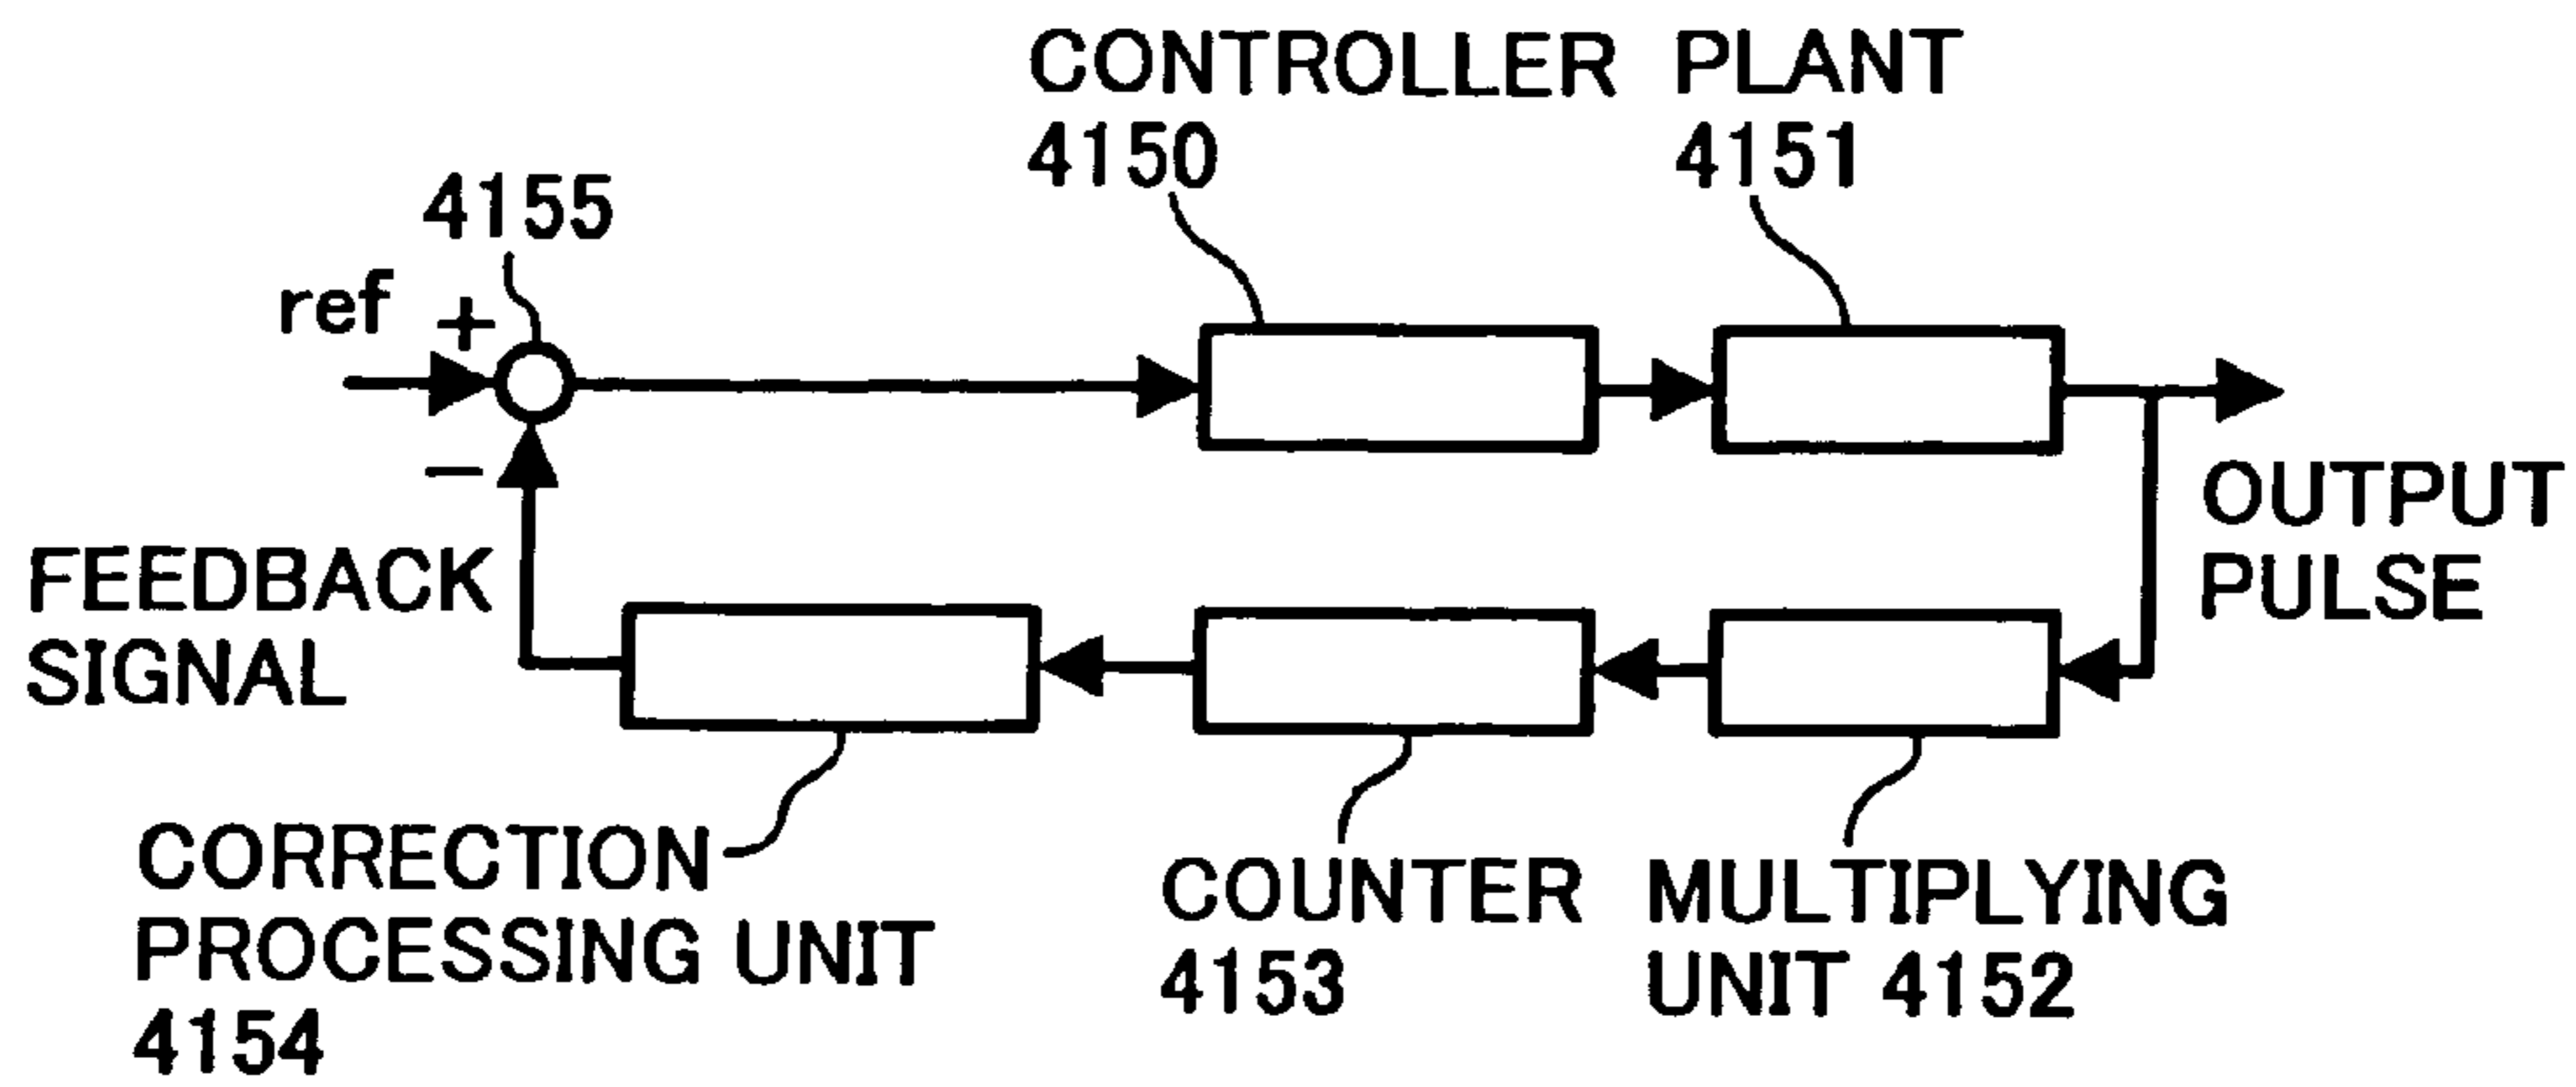 CONTROLLER
4150
PLANT
4151
4155
ref
+
−
OUTPUT
PULSE
FEEDBACK
SIGNAL
CORRECTION
PROCESSING UNIT
4154
COUNTER
4153
MULTIPLYING
UNIT 4152